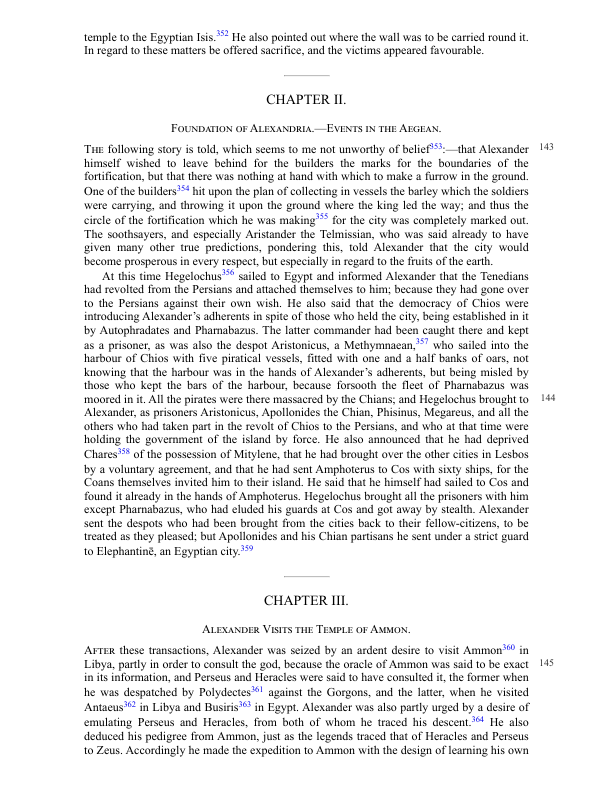 temple to the Egyptian Isis.352 He also pointed out where the wall was to be carried round it.
In regard to these matters be offered sacrifice, and the victims appeared favourable.
CHAPTER II.
Foundation of Alexandria.—Events in the Aegean.
The following story is told, which seems to me not unworthy of belief353:—that Alexander 143
himself wished to leave behind for the builders the marks for the boundaries of the
fortification, but that there was nothing at hand with which to make a furrow in the ground.
One of the builders354 hit upon the plan of collecting in vessels the barley which the soldiers
were carrying, and throwing it upon the ground where the king led the way; and thus the
circle of the fortification which he was making355 for the city was completely marked out.
The soothsayers, and especially Aristander the Telmissian, who was said already to have
given many other true predictions, pondering this, told Alexander that the city would
become prosperous in every respect, but especially in regard to the fruits of the earth.
At this time Hegelochus356 sailed to Egypt and informed Alexander that the Tenedians
had revolted from the Persians and attached themselves to him; because they had gone over
to the Persians against their own wish. He also said that the democracy of Chios were
introducing Alexander's adherents in spite of those who held the city, being established in it
by Autophradates and Pharnabazus. The latter commander had been caught there and kept
as a prisoner, as was also the despot Aristonicus, a Methymnaean,357 who sailed into the
harbour of Chios with five piratical vessels, fitted with one and a half banks of oars, not
knowing that the harbour was in the hands of Alexander's adherents, but being misled by
those who kept the bars of the harbour, because forsooth the fleet of Pharnabazus was
moored in it. All the pirates were there massacred by the Chians; and Hegelochus brought to 144
Alexander, as prisoners Aristonicus, Apollonides the Chian, Phisinus, Megareus, and all the
others who had taken part in the revolt of Chios to the Persians, and who at that time were
holding the government of the island by force. He also announced that he had deprived
Chares358 of the possession of Mitylene, that he had brought over the other cities in Lesbos
by a voluntary agreement, and that he had sent Amphoterus to Cos with sixty ships, for the
Coans themselves invited him to their island. He said that he himself had sailed to Cos and
found it already in the hands of Amphoterus. Hegelochus brought all the prisoners with him
except Pharnabazus, who had eluded his guards at Cos and got away by stealth. Alexander
sent the despots who had been brought from the cities back to their fellow-citizens, to be
treated as they pleased; but Apollonides and his Chian partisans he sent under a strict guard
to Elephantinē, an Egyptian city.359
CHAPTER III.
Alexander Visits the Temple of Ammon.
After these transactions, Alexander was seized by an ardent desire to visit Ammon360 in
Libya, partly in order to consult the god, because the oracle of Ammon was said to be exact 145
in its information, and Perseus and Heracles were said to have consulted it, the former when
he was despatched by Polydectes361 against the Gorgons, and the latter, when he visited
Antaeus362 in Libya and Busiris363 in Egypt. Alexander was also partly urged by a desire of
emulating Perseus and Heracles, from both of whom he traced his descent.364 He also
deduced his pedigree from Ammon, just as the legends traced that of Heracles and Perseus
to Zeus. Accordingly he made the expedition to Ammon with the design of learning his own